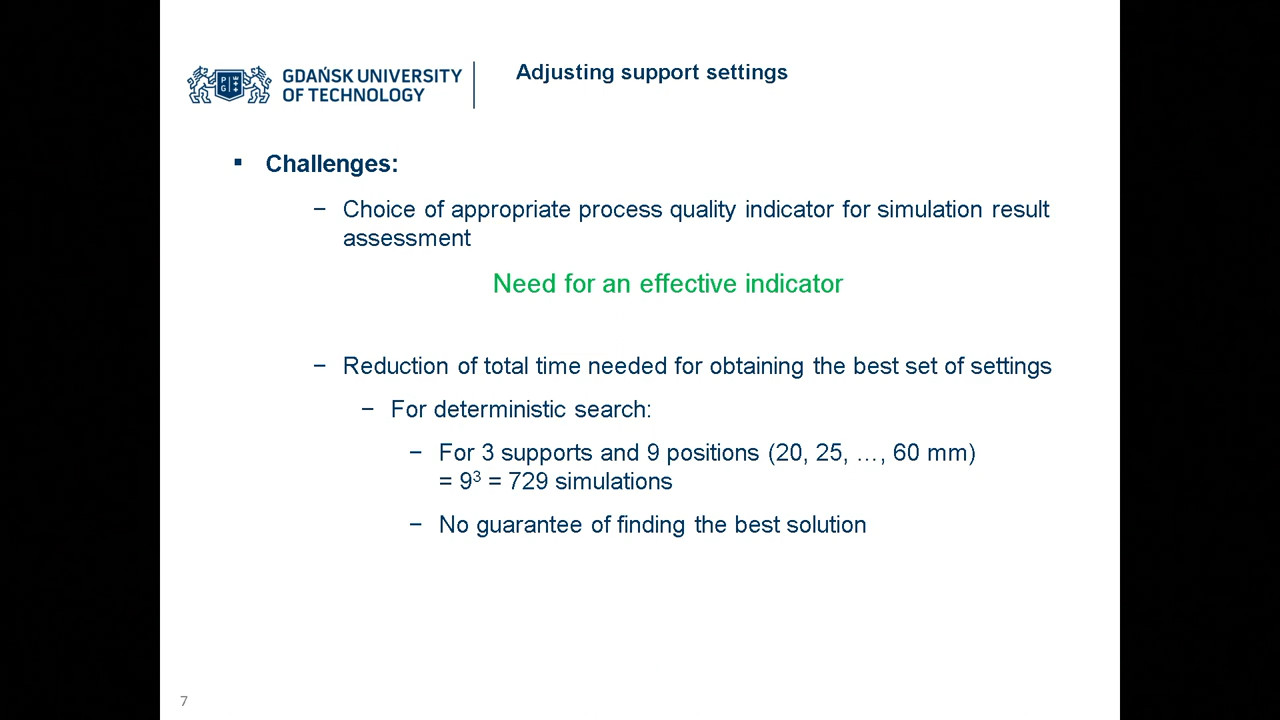 GDAŃSK UNIVERSITY
OF TECHNOLOGY
Adjusting support settings
▪ Challenges:
− Choice of appropriate process quality indicator for simulation result
assessment
Need for an effective indicator
− Reduction of total time needed for obtaining the best set of settings
− For deterministic search:
− For 3 supports and 9 positions (20, 25, …, 60 mm)
= 9³ = 729 simulations
− No guarantee of finding the best solution
7